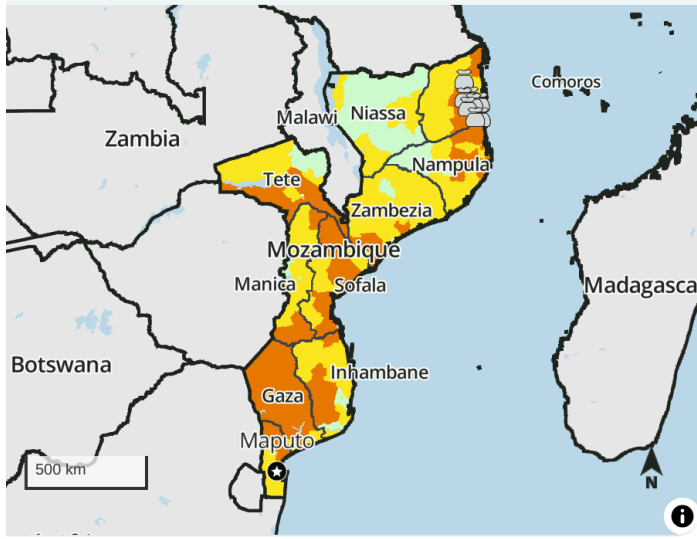 Comoros
Malawi
Niassa
Zambia
Nampula
Tete
Zambezia
Mozambique
Manica
Sofala
Madagasca
Botswana
Inhambane
Gaza
Maputo
500 km
N
i